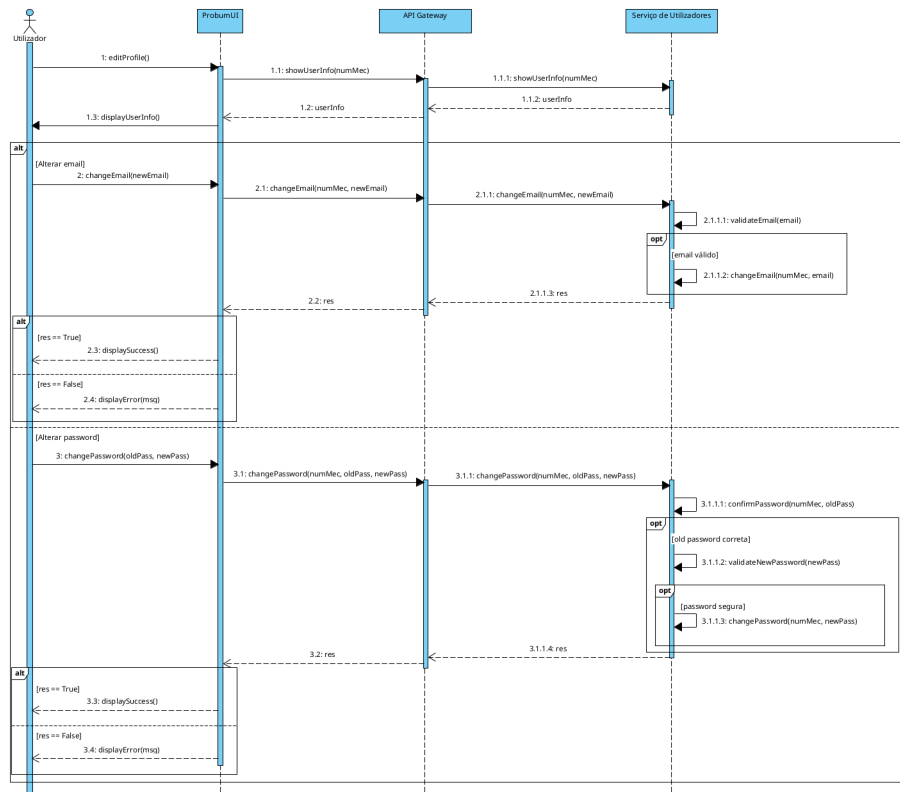 ProbumUI
API Gateway
Serviço de Utilizadores
Utilizador
1: editProfile()
1.1: showUserInfo(numMec)
1.1.1: showUserInfo(numMec)
1.1.2: userInfo
1.2: userInfo
1.3: displayUserInfo()
alt
[Alterar email]
2: changeEmail(newEmail)
2.1: changeEmail(numMec, newEmail)
2.1.1: changeEmail(numMec, newEmail)
2.1.1.1: validateEmail(email)
opt
[email válido]
2.1.1.2: changeEmail(numMec, email)
2.1.1.3: res
2.2: res
alt
[res == True]
2.3: displaySuccess()
[res == False]
2.4: displayError(msg)
[Alterar password]
3: changePassword(oldPass, newPass)
3.1: changePassword(numMec, oldPass, newPass)
3.1.1: changePassword(numMec, oldPass, newPass)
3.1.1.1: confirmPassword(numMec, oldPass)
opt
[old password correta]
3.1.1.2: validateNewPassword(newPass)
opt
[password segura]
3.1.1.3: changePassword(numMec, newPass)
3.1.1.4: res
3.2: res
alt
[res == True]
3.3: displaySuccess()
[res == False]
3.4: displayError(msg)